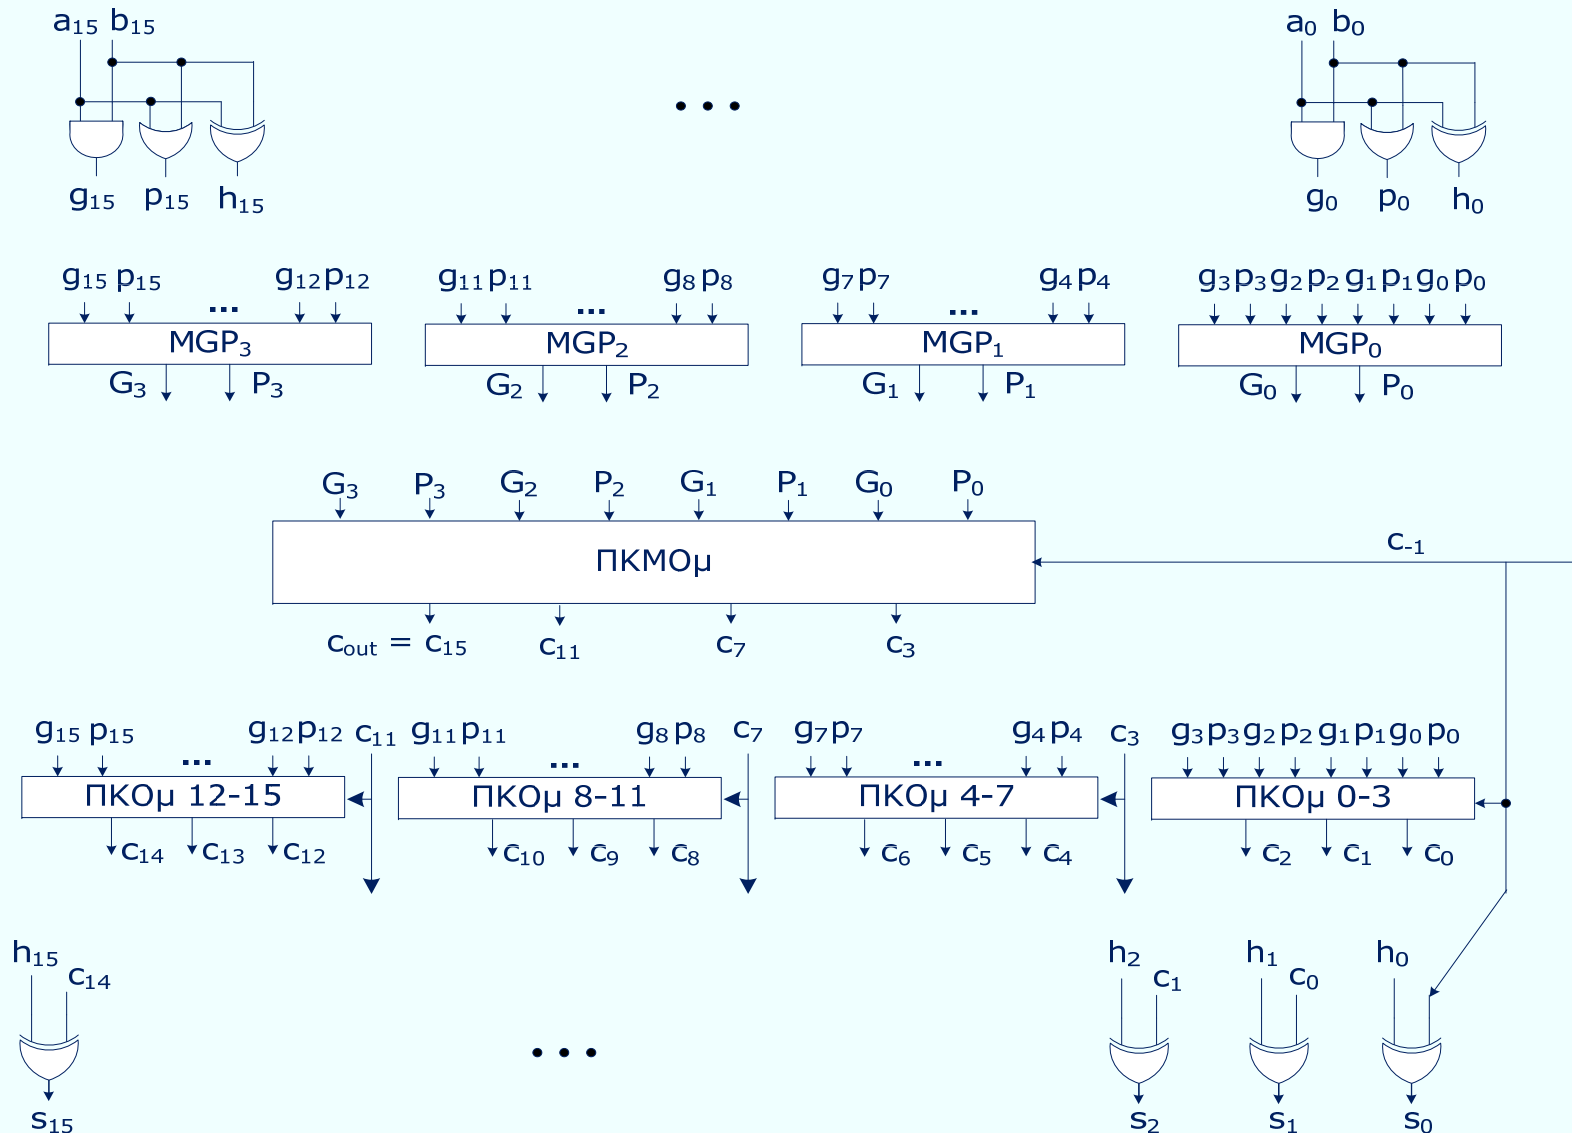 a₁₅ b₁₅ a₀ b₀
• • •
g₁₅ p₁₅ h₁₅ g₀ p₀ h₀
g₁₅ p₁₅ ... g₁₂ p₁₂ g₁₁ p₁₁ ... g₈ p₈ g₇ p₇ ... g₄ p₄ g₃ p₃ g₂ p₂ g₁ p₁ g₀ p₀
MGP₃ MGP₂ MGP₁ MGP₀
G₃ P₃ G₂ P₂ G₁ P₁ G₀ P₀
G₃ P₃ G₂ P₂ G₁ P₁ G₀ P₀
ΠΚΜΟμ c₋₁
cₒᵤₜ = c₁₅ c₁₁ c₇ c₃
g₁₅ p₁₅ ... g₁₂ p₁₂ c₁₁ g₁₁ p₁₁ ... g₈ p₈ c₇ g₇ p₇ ... g₄ p₄ c₃ g₃ p₃ g₂ p₂ g₁ p₁ g₀ p₀
ΠΚΟμ 12-15 ΠΚΟμ 8-11 ΠΚΟμ 4-7 ΠΚΟμ 0-3
c₁₄ c₁₃ c₁₂ c₁₀ c₉ c₈ c₆ c₅ c₄ c₂ c₁ c₀
h₁₅ c₁₄ h₂ c₁ h₁ c₀ h₀
• • •
s₁₅ s₂ s₁ s₀